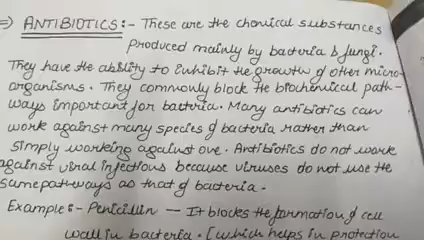 =) ANTIBIOTICS :- These are the chemical substances
produced mainly by bacteria & fungi.
They have the ability to inhibit the growth of other micro-
organisms. They commonly block the biochemical path-
ways important for bacteria. Many antibiotics can
work against many species of bacteria rather than
simply working against one. Antibiotics do not work
against viral infections because viruses do not use the
same pathways as that of bacteria.
Example :- Penicillin — It blocks the formation of cell
wall in bacteria. [which helps in protection